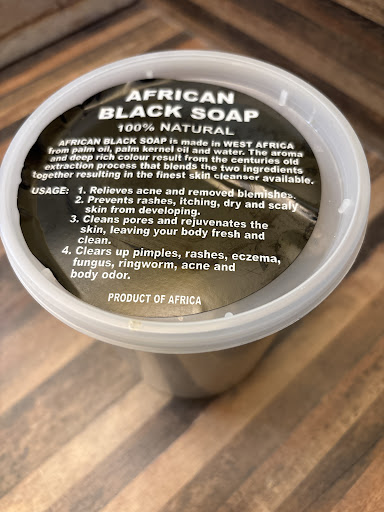 AFRICAN
BLACK SOAP
100% NATURAL
AFRICAN BLACK SOAP is made in WEST AFRICA
from palm oil, palm kernel oil and water. The aroma
and deep rich colour result from the centuries old
extraction process that blends the two ingredients
together resulting in the finest skin cleanser available.
USAGE: 1. Relieves acne and removed blemishes.
2. Prevents rashes, itching, dry and scaly
skin from developing.
3. Cleans pores and rejuvenates the
skin, leaving your body fresh and
clean.
4. Clears up pimples, rashes, eczema,
fungus, ringworm, acne and
body odor.
PRODUCT OF AFRICA